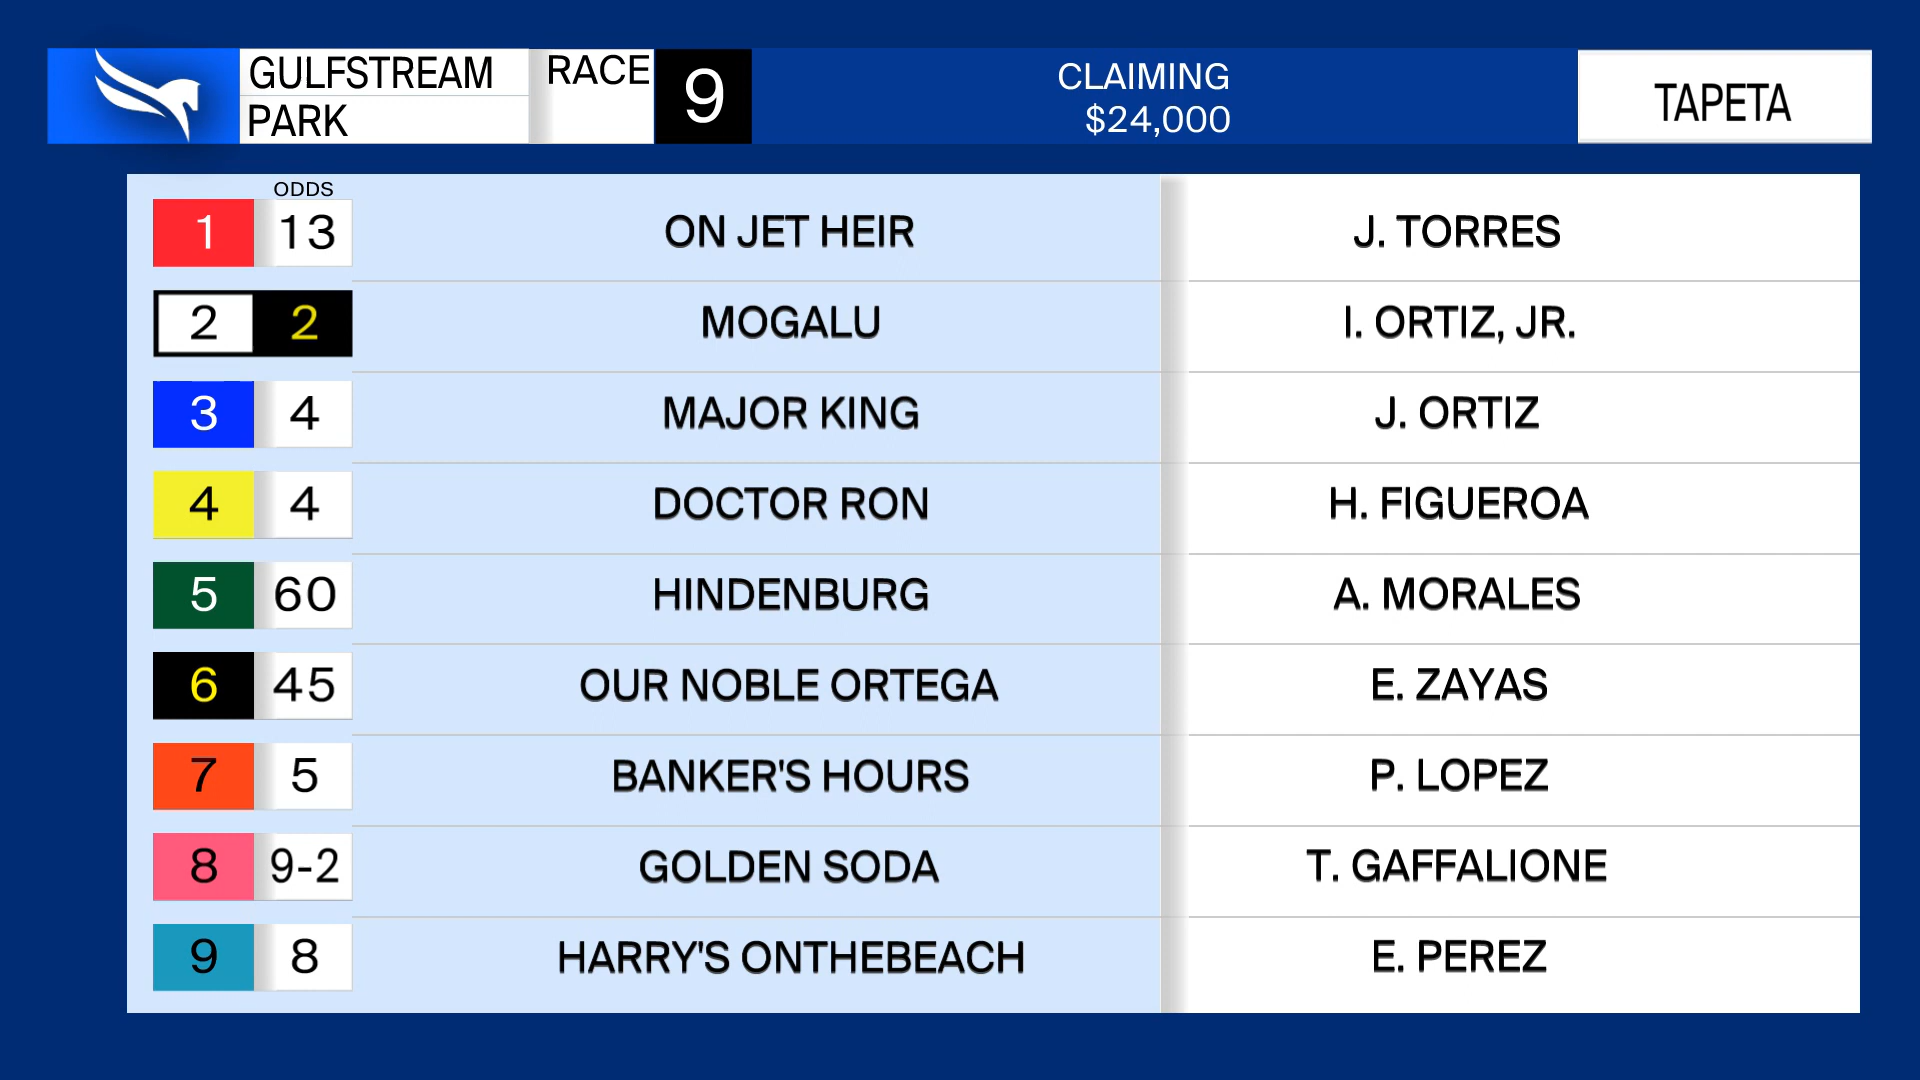 GULFSTREAM
PARK
RACE
9
CLAIMING
$24,000
TAPETA
ODDS
1 13 ON JET HEIR J. TORRES
2 2 MOGALU I. ORTIZ, JR.
3 4 MAJOR KING J. ORTIZ
4 4 DOCTOR RON H. FIGUEROA
5 60 HINDENBURG A. MORALES
6 45 OUR NOBLE ORTEGA E. ZAYAS
7 5 BANKER'S HOURS P. LOPEZ
8 9-2 GOLDEN SODA T. GAFFALIONE
9 8 HARRY'S ONTHEBEACH E. PEREZ